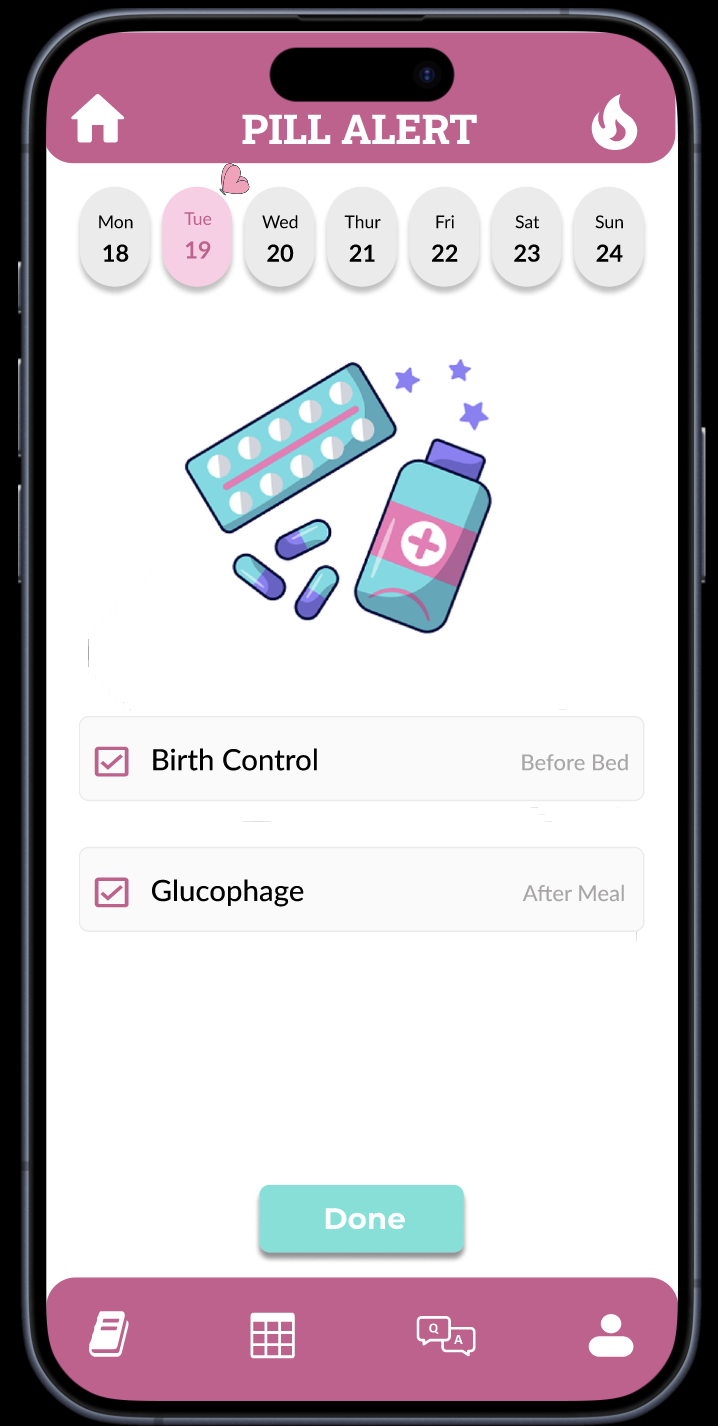 PILL ALERT
Mon Tue Wed Thur Fri Sat Sun
18 19 20 21 22 23 24
Birth Control Before Bed
Glucophage After Meal
Done
Q A